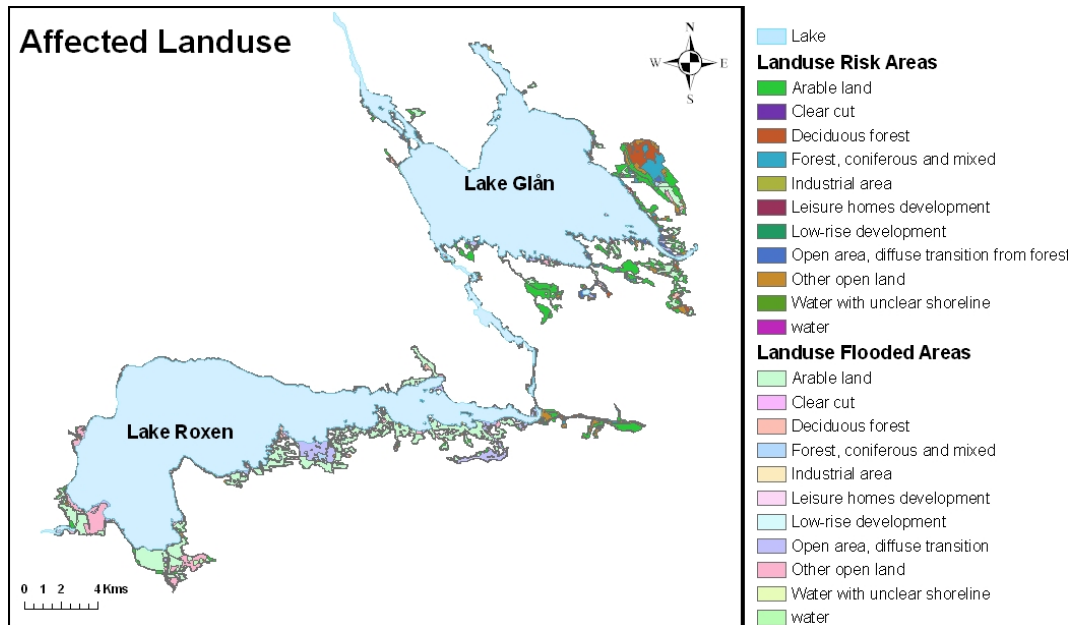 Affected Landuse
N
W E
S
Lake Glån
Lake Roxen
0 1 2 4 Kms
Lake
Landuse Risk Areas
Arable land
Clear cut
Deciduous forest
Forest, coniferous and mixed
Industrial area
Leisure homes development
Low-rise development
Open area, diffuse transition from forest
Other open land
Water with unclear shoreline
water
Landuse Flooded Areas
Arable land
Clear cut
Deciduous forest
Forest, coniferous and mixed
Industrial area
Leisure homes development
Low-rise development
Open area, diffuse transition
Other open land
Water with unclear shoreline
water